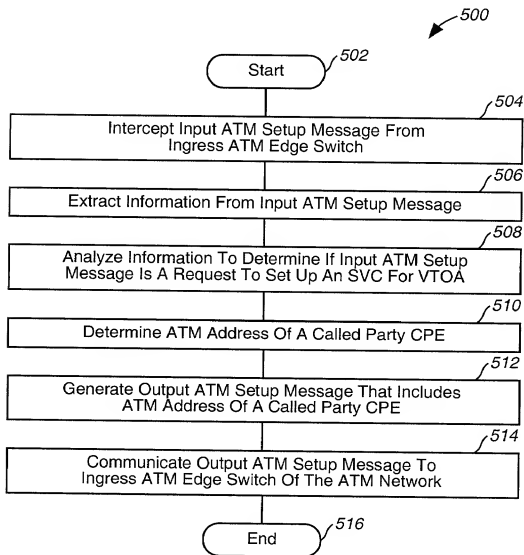 500
Start
502
504
Intercept Input ATM Setup Message From
Ingress ATM Edge Switch
506
Extract Information From Input ATM Setup Message
508
Analyze Information To Determine If Input ATM Setup
Message Is A Request To Set Up An SVC For VTOA
510
Determine ATM Address Of A Called Party CPE
512
Generate Output ATM Setup Message That Includes
ATM Address Of A Called Party CPE
514
Communicate Output ATM Setup Message To
Ingress ATM Edge Switch Of The ATM Network
End
516